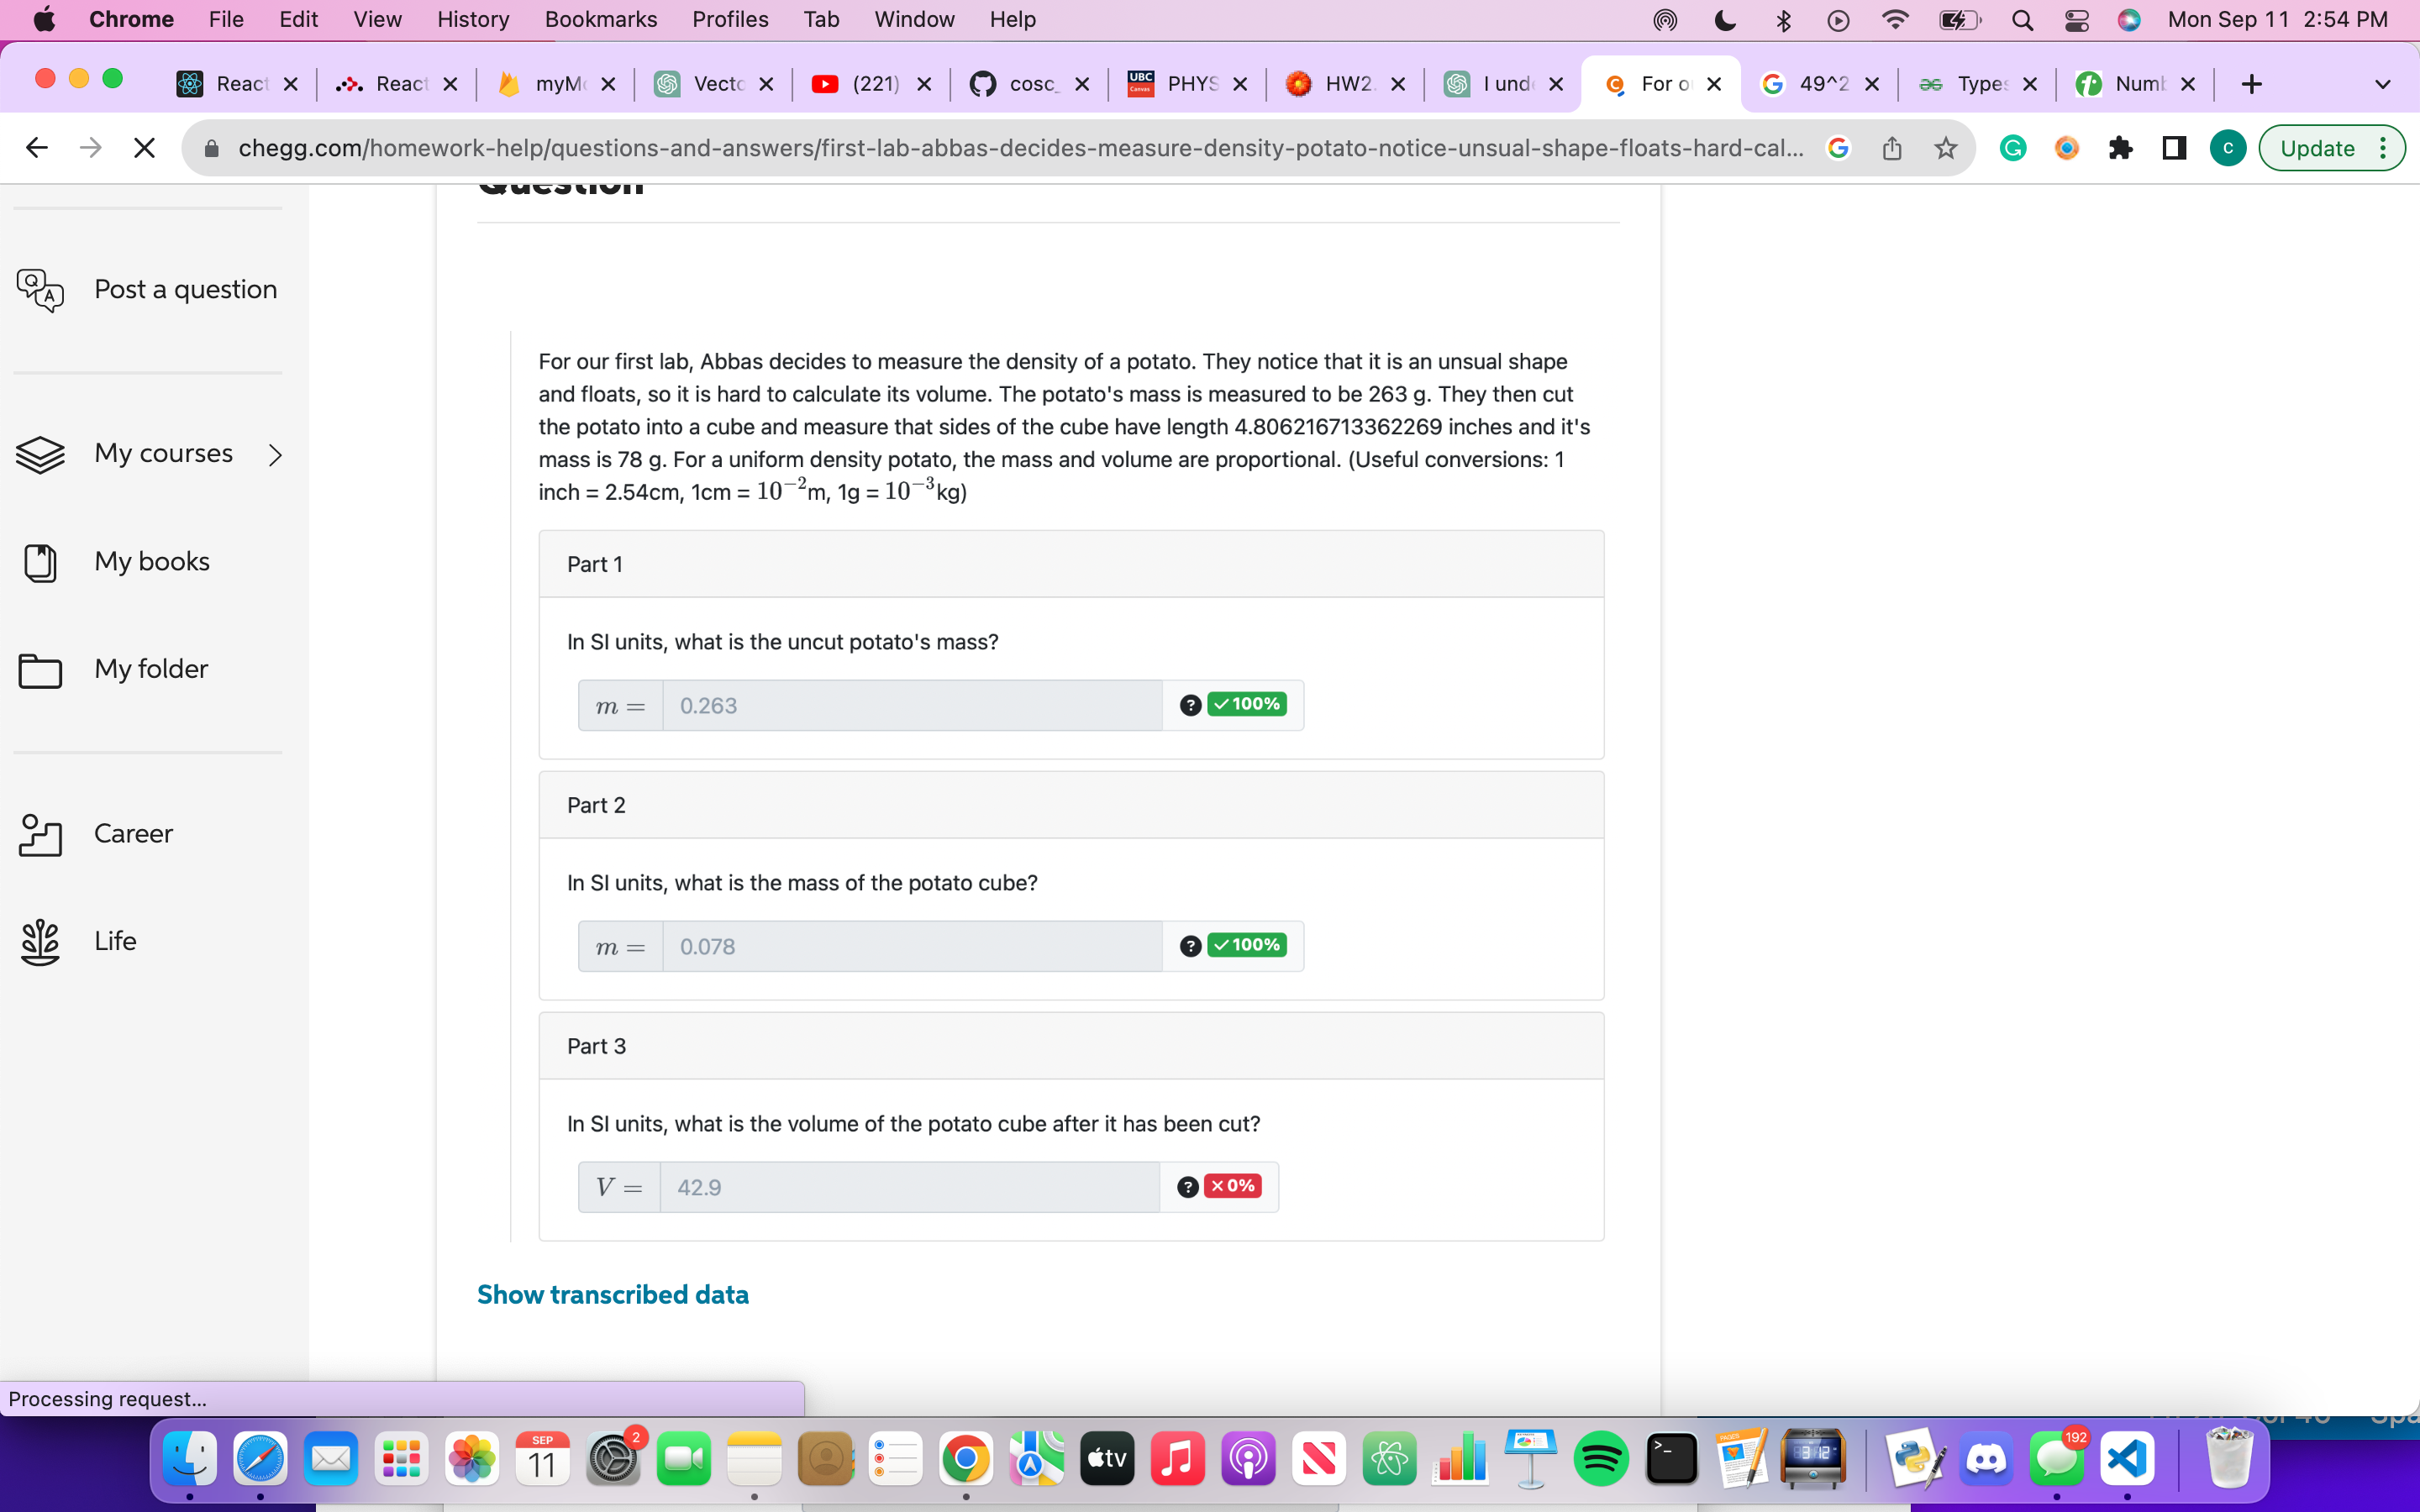 Chrome File Edit View History Bookmarks Profiles Tab Window Help Mon Sep 11 2:54 PM
React React myMo Vecto (221) cosc_ UBC Canvas PHYS HW2. I und For o 49^2 Types Num
chegg.com/homework-help/questions-and-answers/first-lab-abbas-decides-measure-density-potato-notice-unsual-shape-floats-hard-cal... C Update
Question
Post a question
My courses
My books
My folder
Career
Life
For our first lab, Abbas decides to measure the density of a potato. They notice that it is an unsual shape
and floats, so it is hard to calculate its volume. The potato's mass is measured to be 263 g. They then cut
the potato into a cube and measure that sides of the cube have length 4.806216713362269 inches and it's
mass is 78 g. For a uniform density potato, the mass and volume are proportional. (Useful conversions: 1
inch = 2.54cm, 1cm = 10⁻²m, 1g = 10⁻³kg)
Part 1
In SI units, what is the uncut potato's mass?
m = 0.263 ? ✓ 100%
Part 2
In SI units, what is the mass of the potato cube?
m = 0.078 ? ✓ 100%
Part 3
In SI units, what is the volume of the potato cube after it has been cut?
V = 42.9 ? × 0%
Show transcribed data
Processing request...
SEP
11
2
tv
PAGES
192